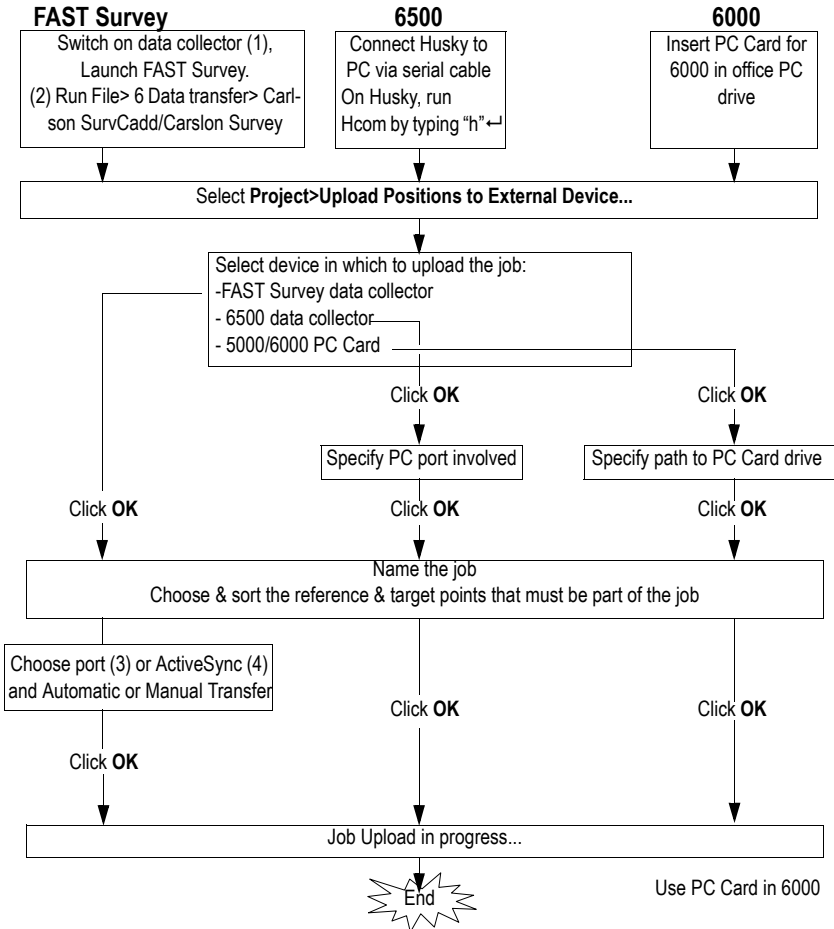 FAST Survey
6500
6000
Switch on data collector (1),
Launch FAST Survey.
(2) Run File> 6 Data transfer> Carl-
son SurvCadd/Carslon Survey
Connect Husky to
PC via serial cable
On Husky, run
Hcom by typing “h”↵
Insert PC Card for
6000 in office PC
drive
Select Project>Upload Positions to External Device...
Select device in which to upload the job:
-FAST Survey data collector
- 6500 data collector
- 5000/6000 PC Card
Click OK
Click OK
Specify PC port involved
Specify path to PC Card drive
Click OK
Click OK
Click OK
Name the job
Choose & sort the reference & target points that must be part of the job
Choose port (3) or ActiveSync (4)
and Automatic or Manual Transfer
Click OK
Click OK
Click OK
Job Upload in progress...
End
Use PC Card in 6000